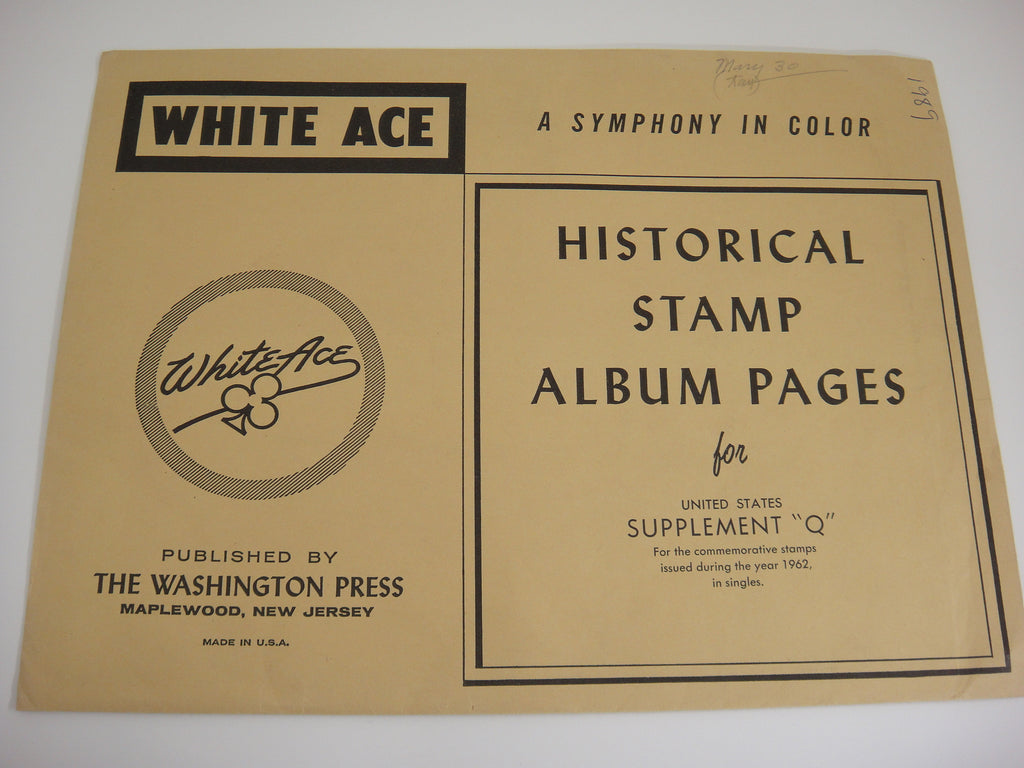 WHITE ACE
A SYMPHONY IN COLOR
30
1989
HISTORICAL
STAMP
ALBUM PAGES
for
UNITED STATES
SUPPLEMENT "Q"
For the commemorative stamps
issued during the year 1962,
in singles.
White Ace
PUBLISHED BY
THE WASHINGTON PRESS
MAPLEWOOD, NEW JERSEY
MADE IN U.S.A.